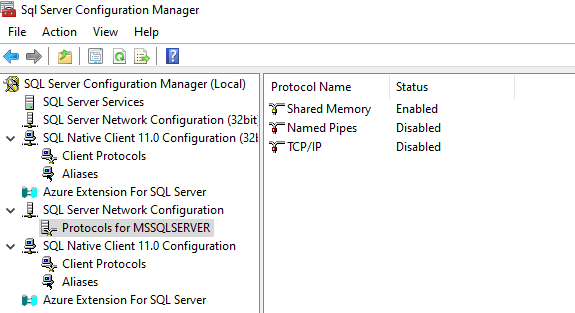 Sql Server Configuration Manager
File Action View Help
SQL Server Configuration Manager (Local)
SQL Server Services
SQL Server Network Configuration (32bit
SQL Native Client 11.0 Configuration (32bi
Client Protocols
Aliases
Azure Extension For SQL Server
SQL Server Network Configuration
Protocols for MSSQLSERVER
SQL Native Client 11.0 Configuration
Client Protocols
Aliases
Azure Extension For SQL Server
Protocol Name Status
Shared Memory Enabled
Named Pipes Disabled
TCP/IP Disabled